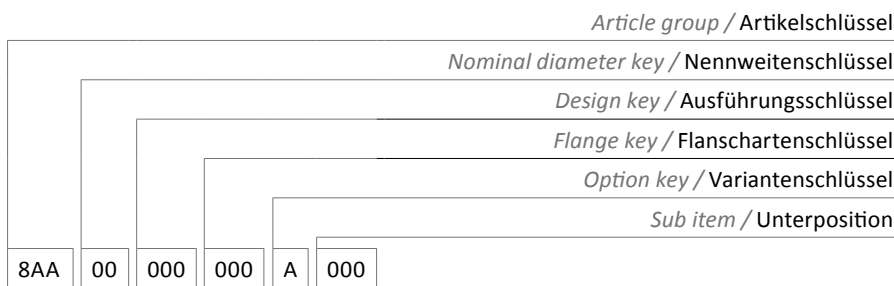 Article group / Artikelschlüssel
Nominal diameter key / Nennweitenschlüssel
Design key / Ausführungsschlüssel
Flange key / Flanschartenschlüssel
Option key / Variantenschlüssel
Sub item / Unterposition
8AA 00 000 000 A 000